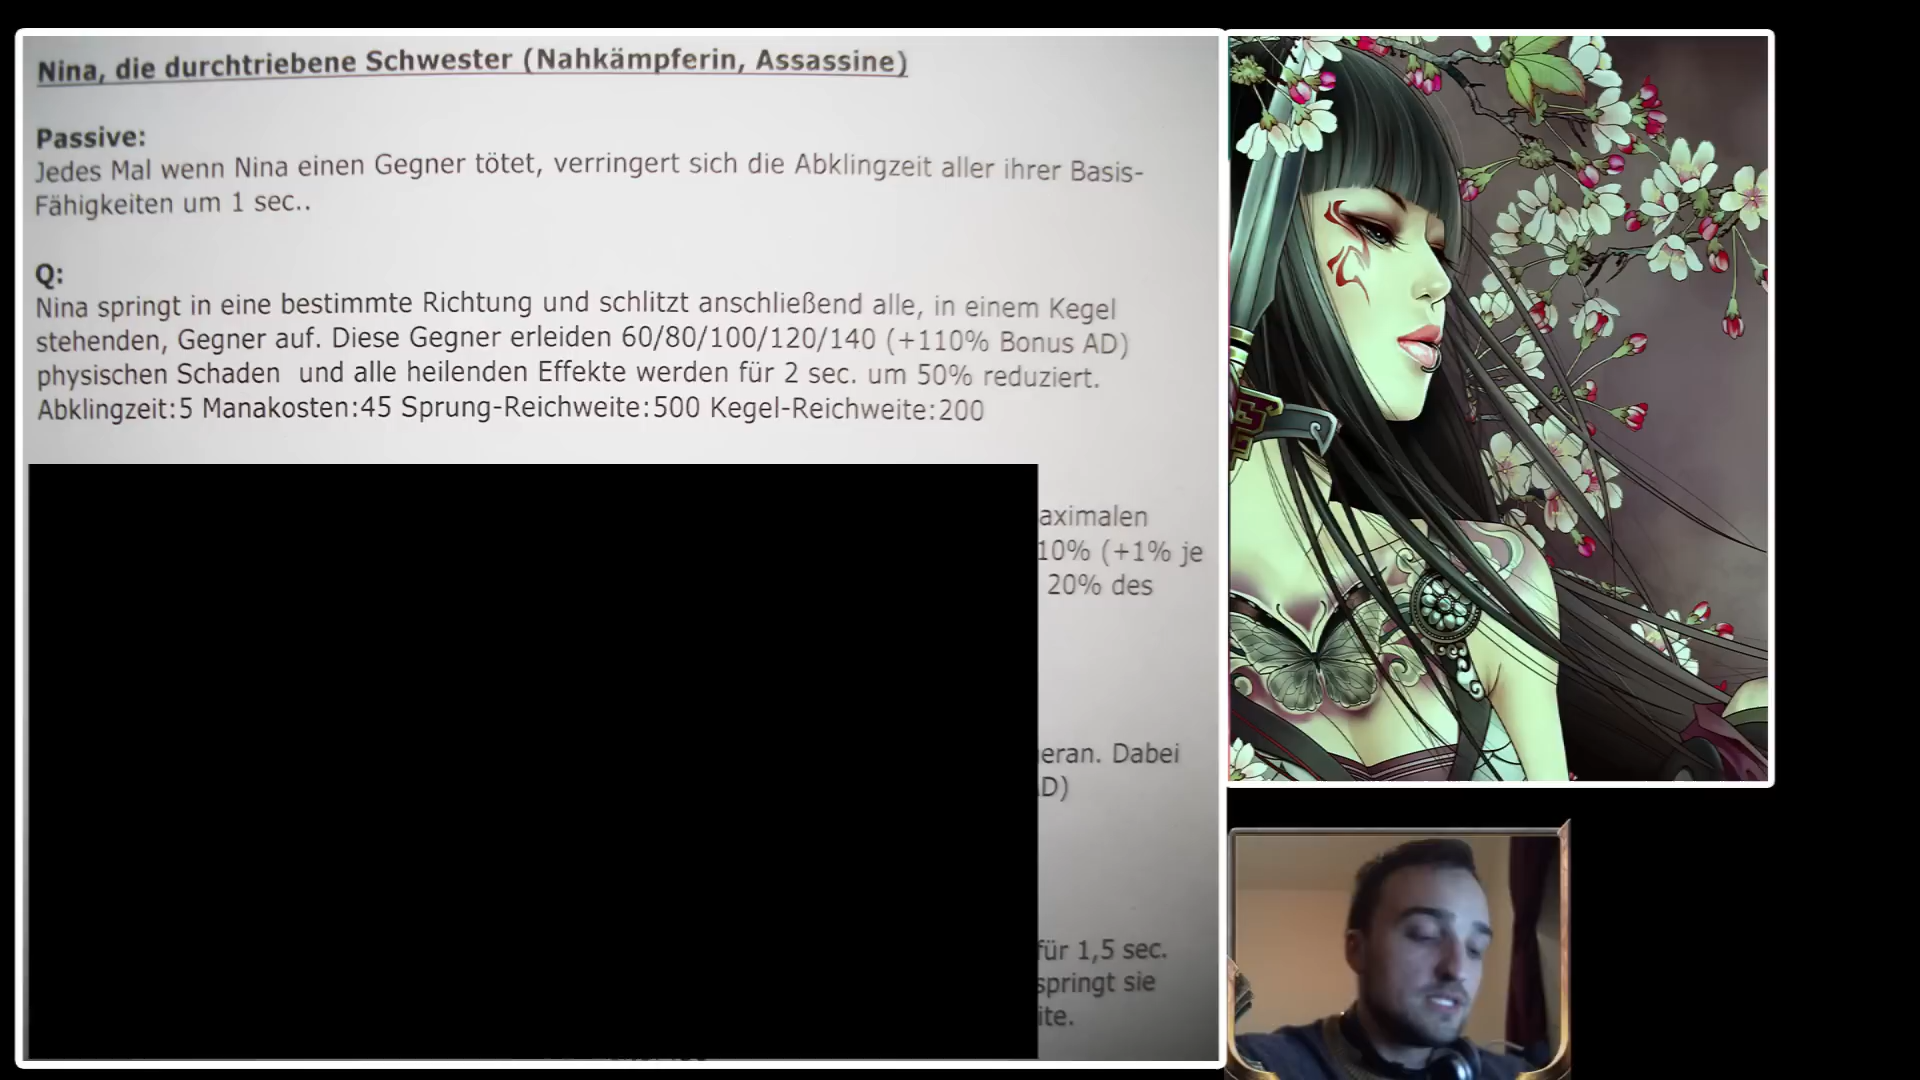 Nina, die durchtriebene Schwester (Nahkämpferin, Assassine)
Passive:
Jedes Mal wenn Nina einen Gegner tötet, verringert sich die Abklingzeit aller ihrer Basis-
Fähigkeiten um 1 sec..
Q:
Nina springt in eine bestimmte Richtung und schlitzt anschließend alle, in einem Kegel
stehenden, Gegner auf. Diese Gegner erleiden 60/80/100/120/140 (+110% Bonus AD)
physischen Schaden und alle heilenden Effekte werden für 2 sec. um 50% reduziert.
Abklingzeit:5 Manakosten:45 Sprung-Reichweite:500 Kegel-Reichweite:200
aximalen
10% (+1% je
20% des
eran. Dabei
D)
für 1,5 sec.
springt sie
ite.